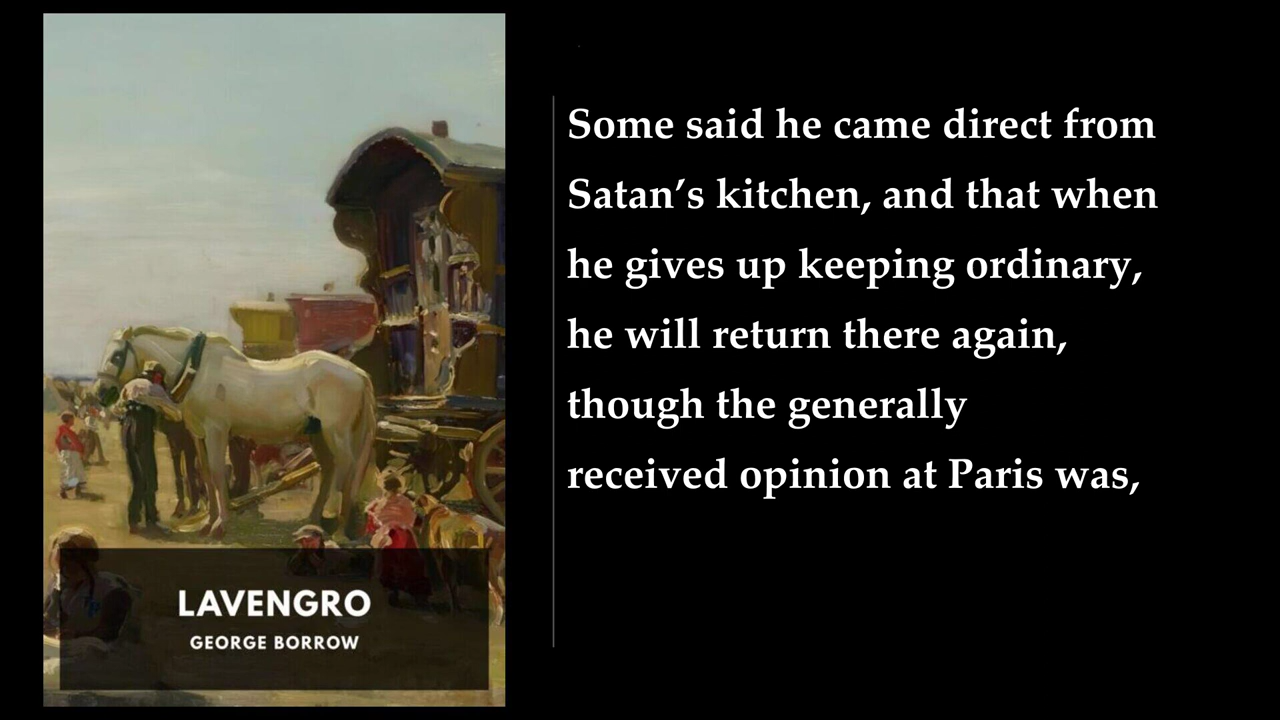 LAVENGRO
GEORGE BORROW
Some said he came direct from
Satan’s kitchen, and that when
he gives up keeping ordinary,
he will return there again,
though the generally
received opinion at Paris was,